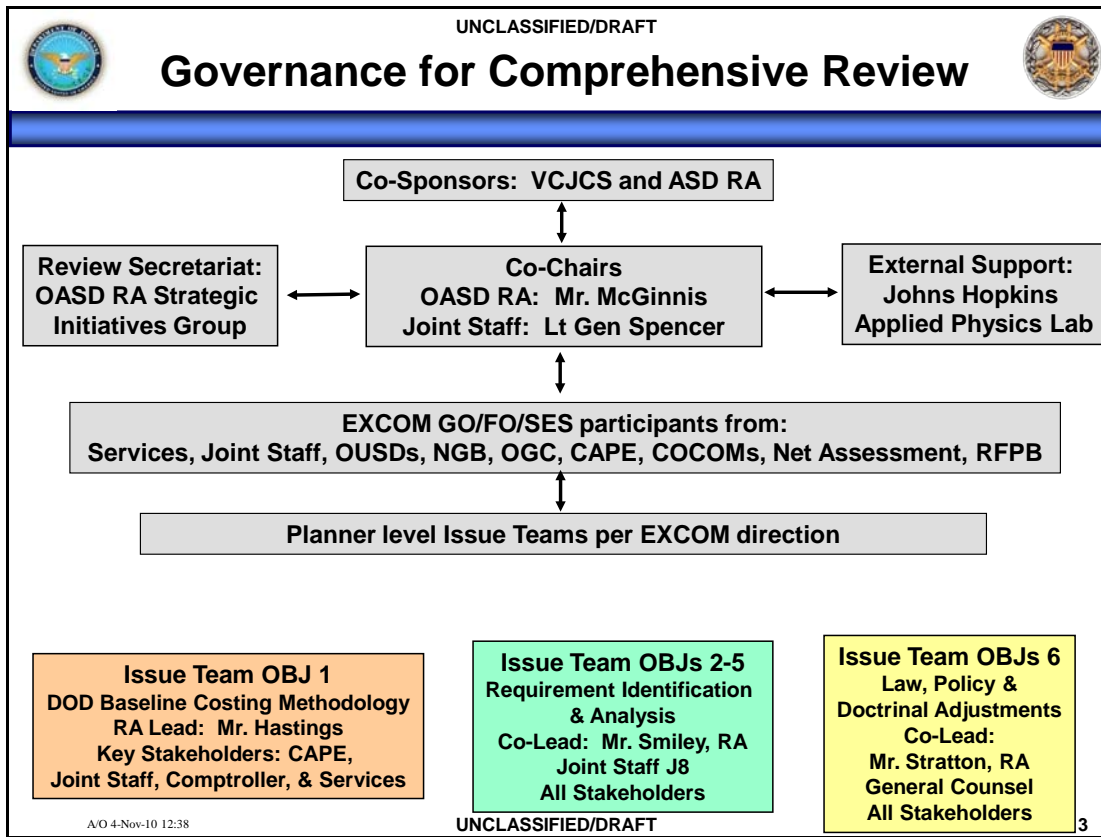 UNCLASSIFIED/DRAFT
Governance for Comprehensive Review
Co-Sponsors: VCJCS and ASD RA
Review Secretariat:
OASD RA Strategic
Initiatives Group
Co-Chairs
OASD RA: Mr. McGinnis
Joint Staff: Lt Gen Spencer
External Support:
Johns Hopkins
Applied Physics Lab
EXCOM GO/FO/SES participants from:
Services, Joint Staff, OUSDs, NGB, OGC, CAPE, COCOMs, Net Assessment, RFPB
Planner level Issue Teams per EXCOM direction
Issue Team OBJ 1
DOD Baseline Costing Methodology
RA Lead: Mr. Hastings
Key Stakeholders: CAPE,
Joint Staff, Comptroller, & Services
Issue Team OBJs 2-5
Requirement Identification
& Analysis
Co-Lead: Mr. Smiley, RA
Joint Staff J8
All Stakeholders
Issue Team OBJs 6
Law, Policy &
Doctrinal Adjustments
Co-Lead:
Mr. Stratton, RA
General Counsel
All Stakeholders
A/O 4-Nov-10 12:38
UNCLASSIFIED/DRAFT
3